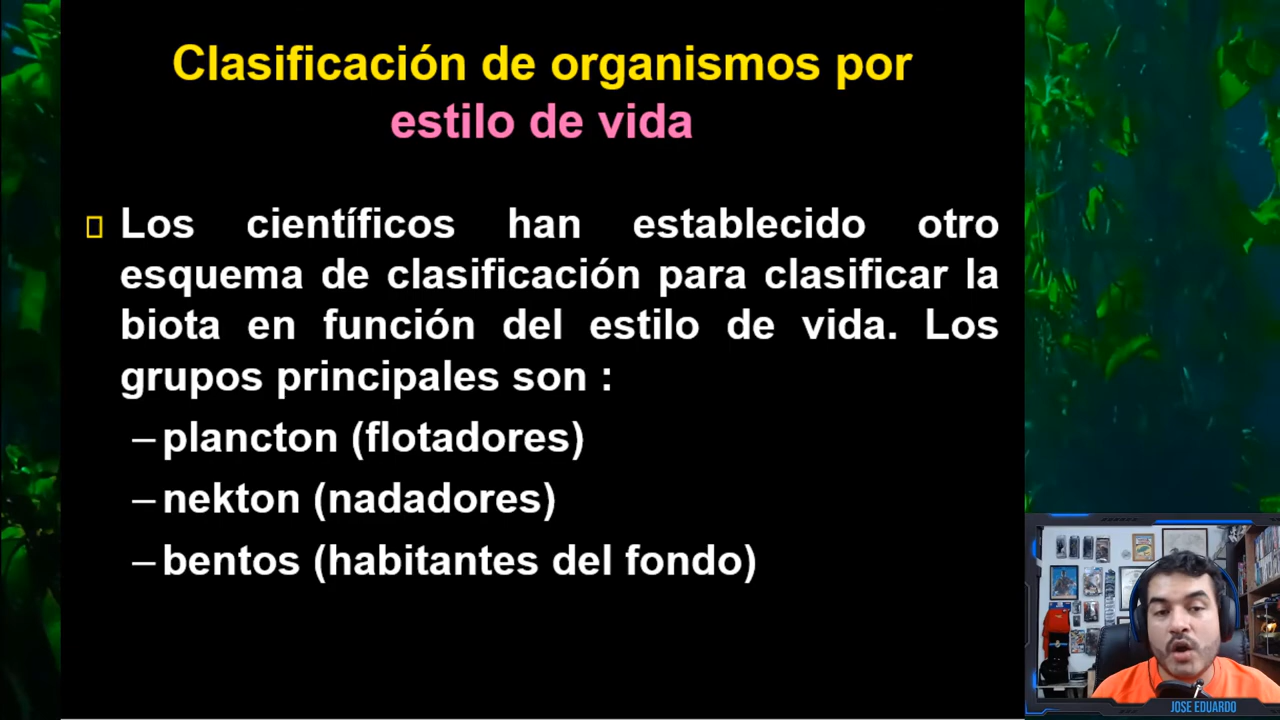 Clasificación de organismos por
estilo de vida
Los científicos han establecido otro
esquema de clasificación para clasificar la
biota en función del estilo de vida. Los
grupos principales son :
–plancton (flotadores)
–nekton (nadadores)
–bentos (habitantes del fondo)
JOSE EDUARDO